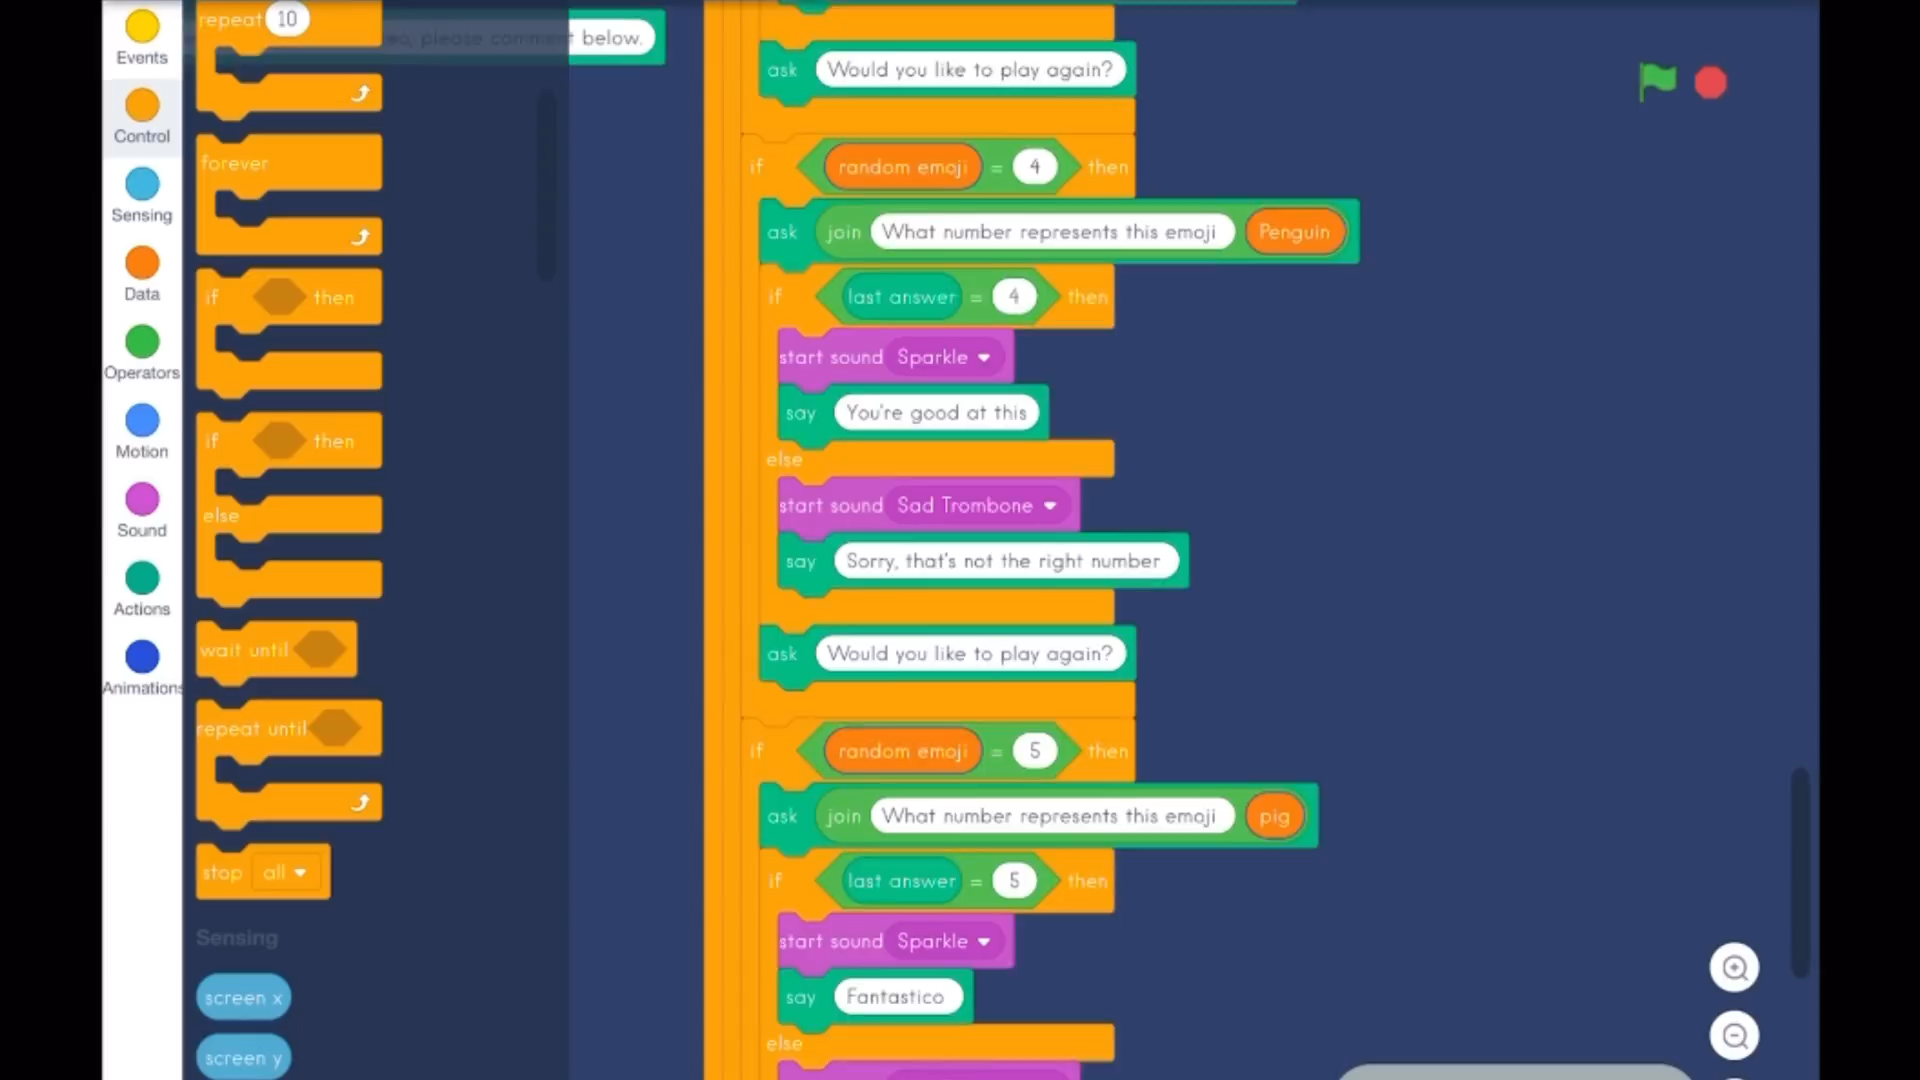 Events
Control
Sensing
Data
Operators
Motion
Sound
Actions
Animations
repeat 10
forever
if then
if then
else
wait until
repeat until
stop all
Sensing
screen x
screen y
please comment below.
ask Would you like to play again?
if random emoji = 4 then
ask join What number represents this emoji Penguin
if last answer = 4 then
start sound Sparkle
say You're good at this
else
start sound Sad Trombone
say Sorry, that's not the right number
ask Would you like to play again?
if random emoji = 5 then
ask join What number represents this emoji pig
if last answer = 5 then
start sound Sparkle
say Fantastico
else